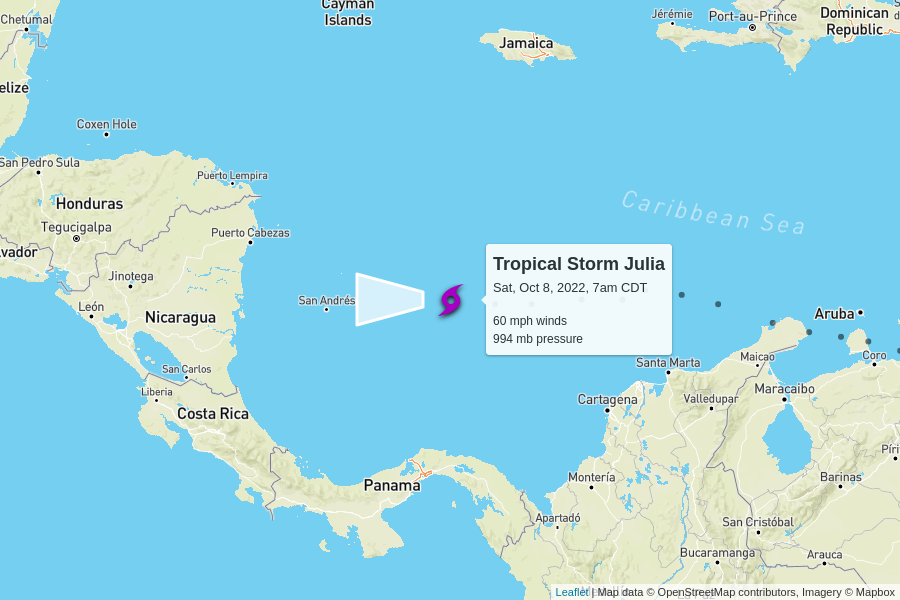 Cayman
Islands
Chetumal
Jérémie
Port-au-Prince
Dominican
Republic
Jamaica
elize
Coxen Hole
San Pedro Sula
Puerto Lempira
Honduras
Tegucigalpa
Puerto Cabezas
Caribbean Sea
lvador
Jinotega
León
Nicaragua
San Andrés
Tropical Storm Julia
Sat, Oct 8, 2022, 7am CDT
60 mph winds
994 mb pressure
Aruba
San Carlos
Santa Marta
Maicao
Coro
Liberia
Costa Rica
Cartagena
Valledupar
Maracaibo
Panama
Montería
Barinas
Apartadó
San Cristóbal
Bucaramanga
Arauca
Leaflet | Map data © OpenStreetMap contributors, Imagery © Mapbox